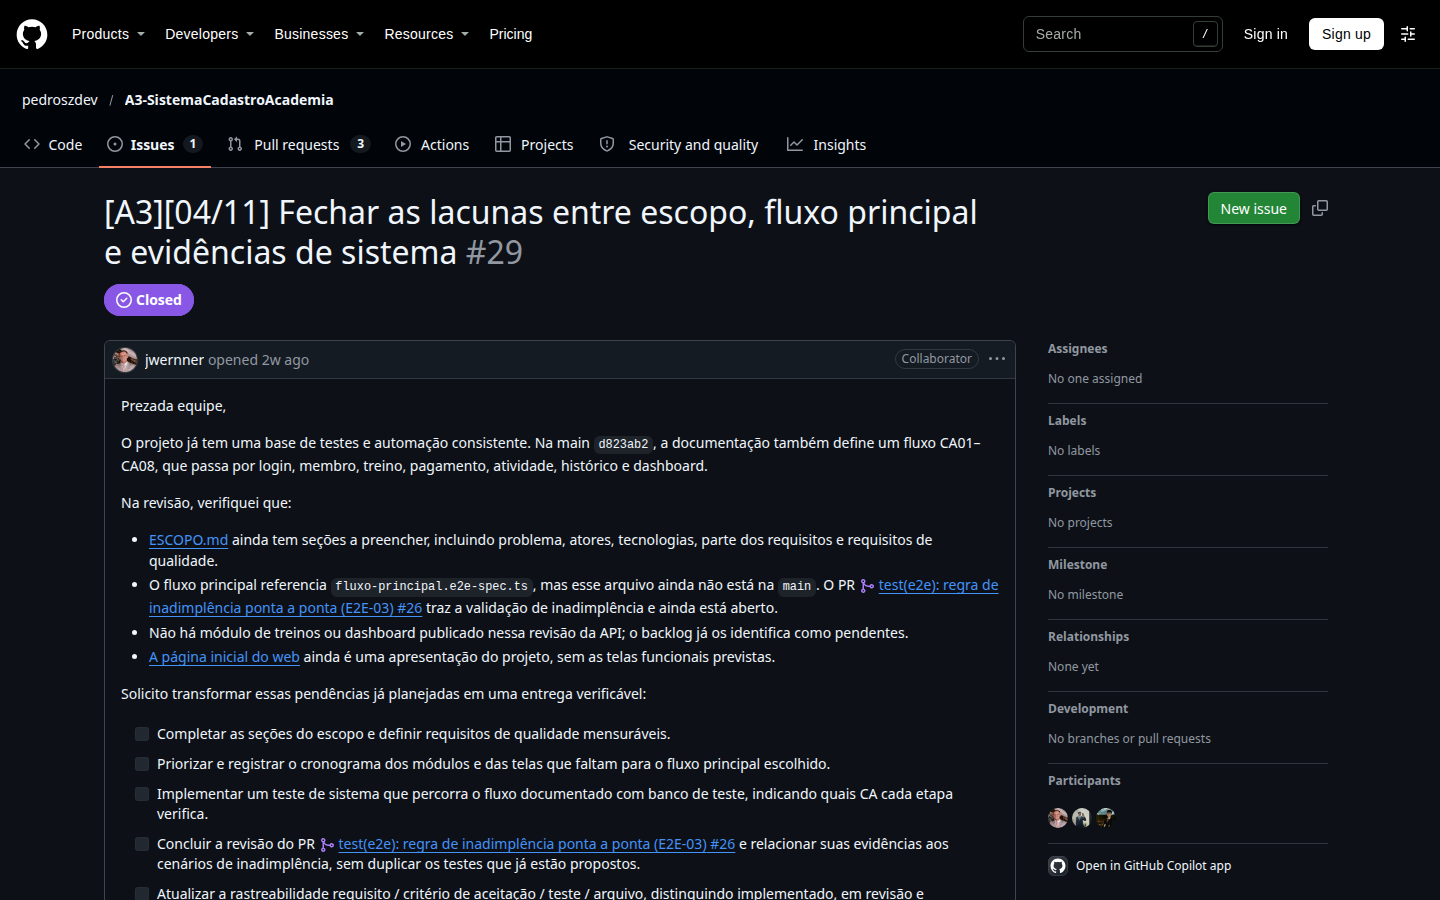 Products
Developers
Businesses
Resources
Pricing
Search
/
Sign in
Sign up
pedroszdev / A3-SistemaCadastroAcademia
Code
Issues 1
Pull requests 3
Actions
Projects
Security and quality
Insights
[A3][04/11] Fechar as lacunas entre escopo, fluxo principal
e evidências de sistema #29
New issue
Closed
jwernner opened 2w ago
Collaborator
Prezada equipe,
O projeto já tem uma base de testes e automação consistente. Na main d823ab2, a documentação também define um fluxo CA01–
CA08, que passa por login, membro, treino, pagamento, atividade, histórico e dashboard.
Na revisão, verifiquei que:
ESCOPO.md ainda tem seções a preencher, incluindo problema, atores, tecnologias, parte dos requisitos e requisitos de
qualidade.
O fluxo principal referencia fluxo-principal.e2e-spec.ts, mas esse arquivo ainda não está na main. O PR test(e2e): regra de
inadimplência ponta a ponta (E2E-03) #26 traz a validação de inadimplência e ainda está aberto.
Não há módulo de treinos ou dashboard publicado nessa revisão da API; o backlog já os identifica como pendentes.
A página inicial do web ainda é uma apresentação do projeto, sem as telas funcionais previstas.
Solicito transformar essas pendências já planejadas em uma entrega verificável:
Completar as seções do escopo e definir requisitos de qualidade mensuráveis.
Priorizar e registrar o cronograma dos módulos e das telas que faltam para o fluxo principal escolhido.
Implementar um teste de sistema que percorra o fluxo documentado com banco de teste, indicando quais CA cada etapa
verifica.
Concluir a revisão do PR test(e2e): regra de inadimplência ponta a ponta (E2E-03) #26 e relacionar suas evidências aos
cenários de inadimplência, sem duplicar os testes que já estão propostos.
Atualizar a rastreabilidade requisito / critério de aceitação / teste / arquivo, distinguindo implementado, em revisão e
Assignees
No one assigned
Labels
No labels
Projects
No projects
Milestone
No milestone
Relationships
None yet
Development
No branches or pull requests
Participants
Open in GitHub Copilot app